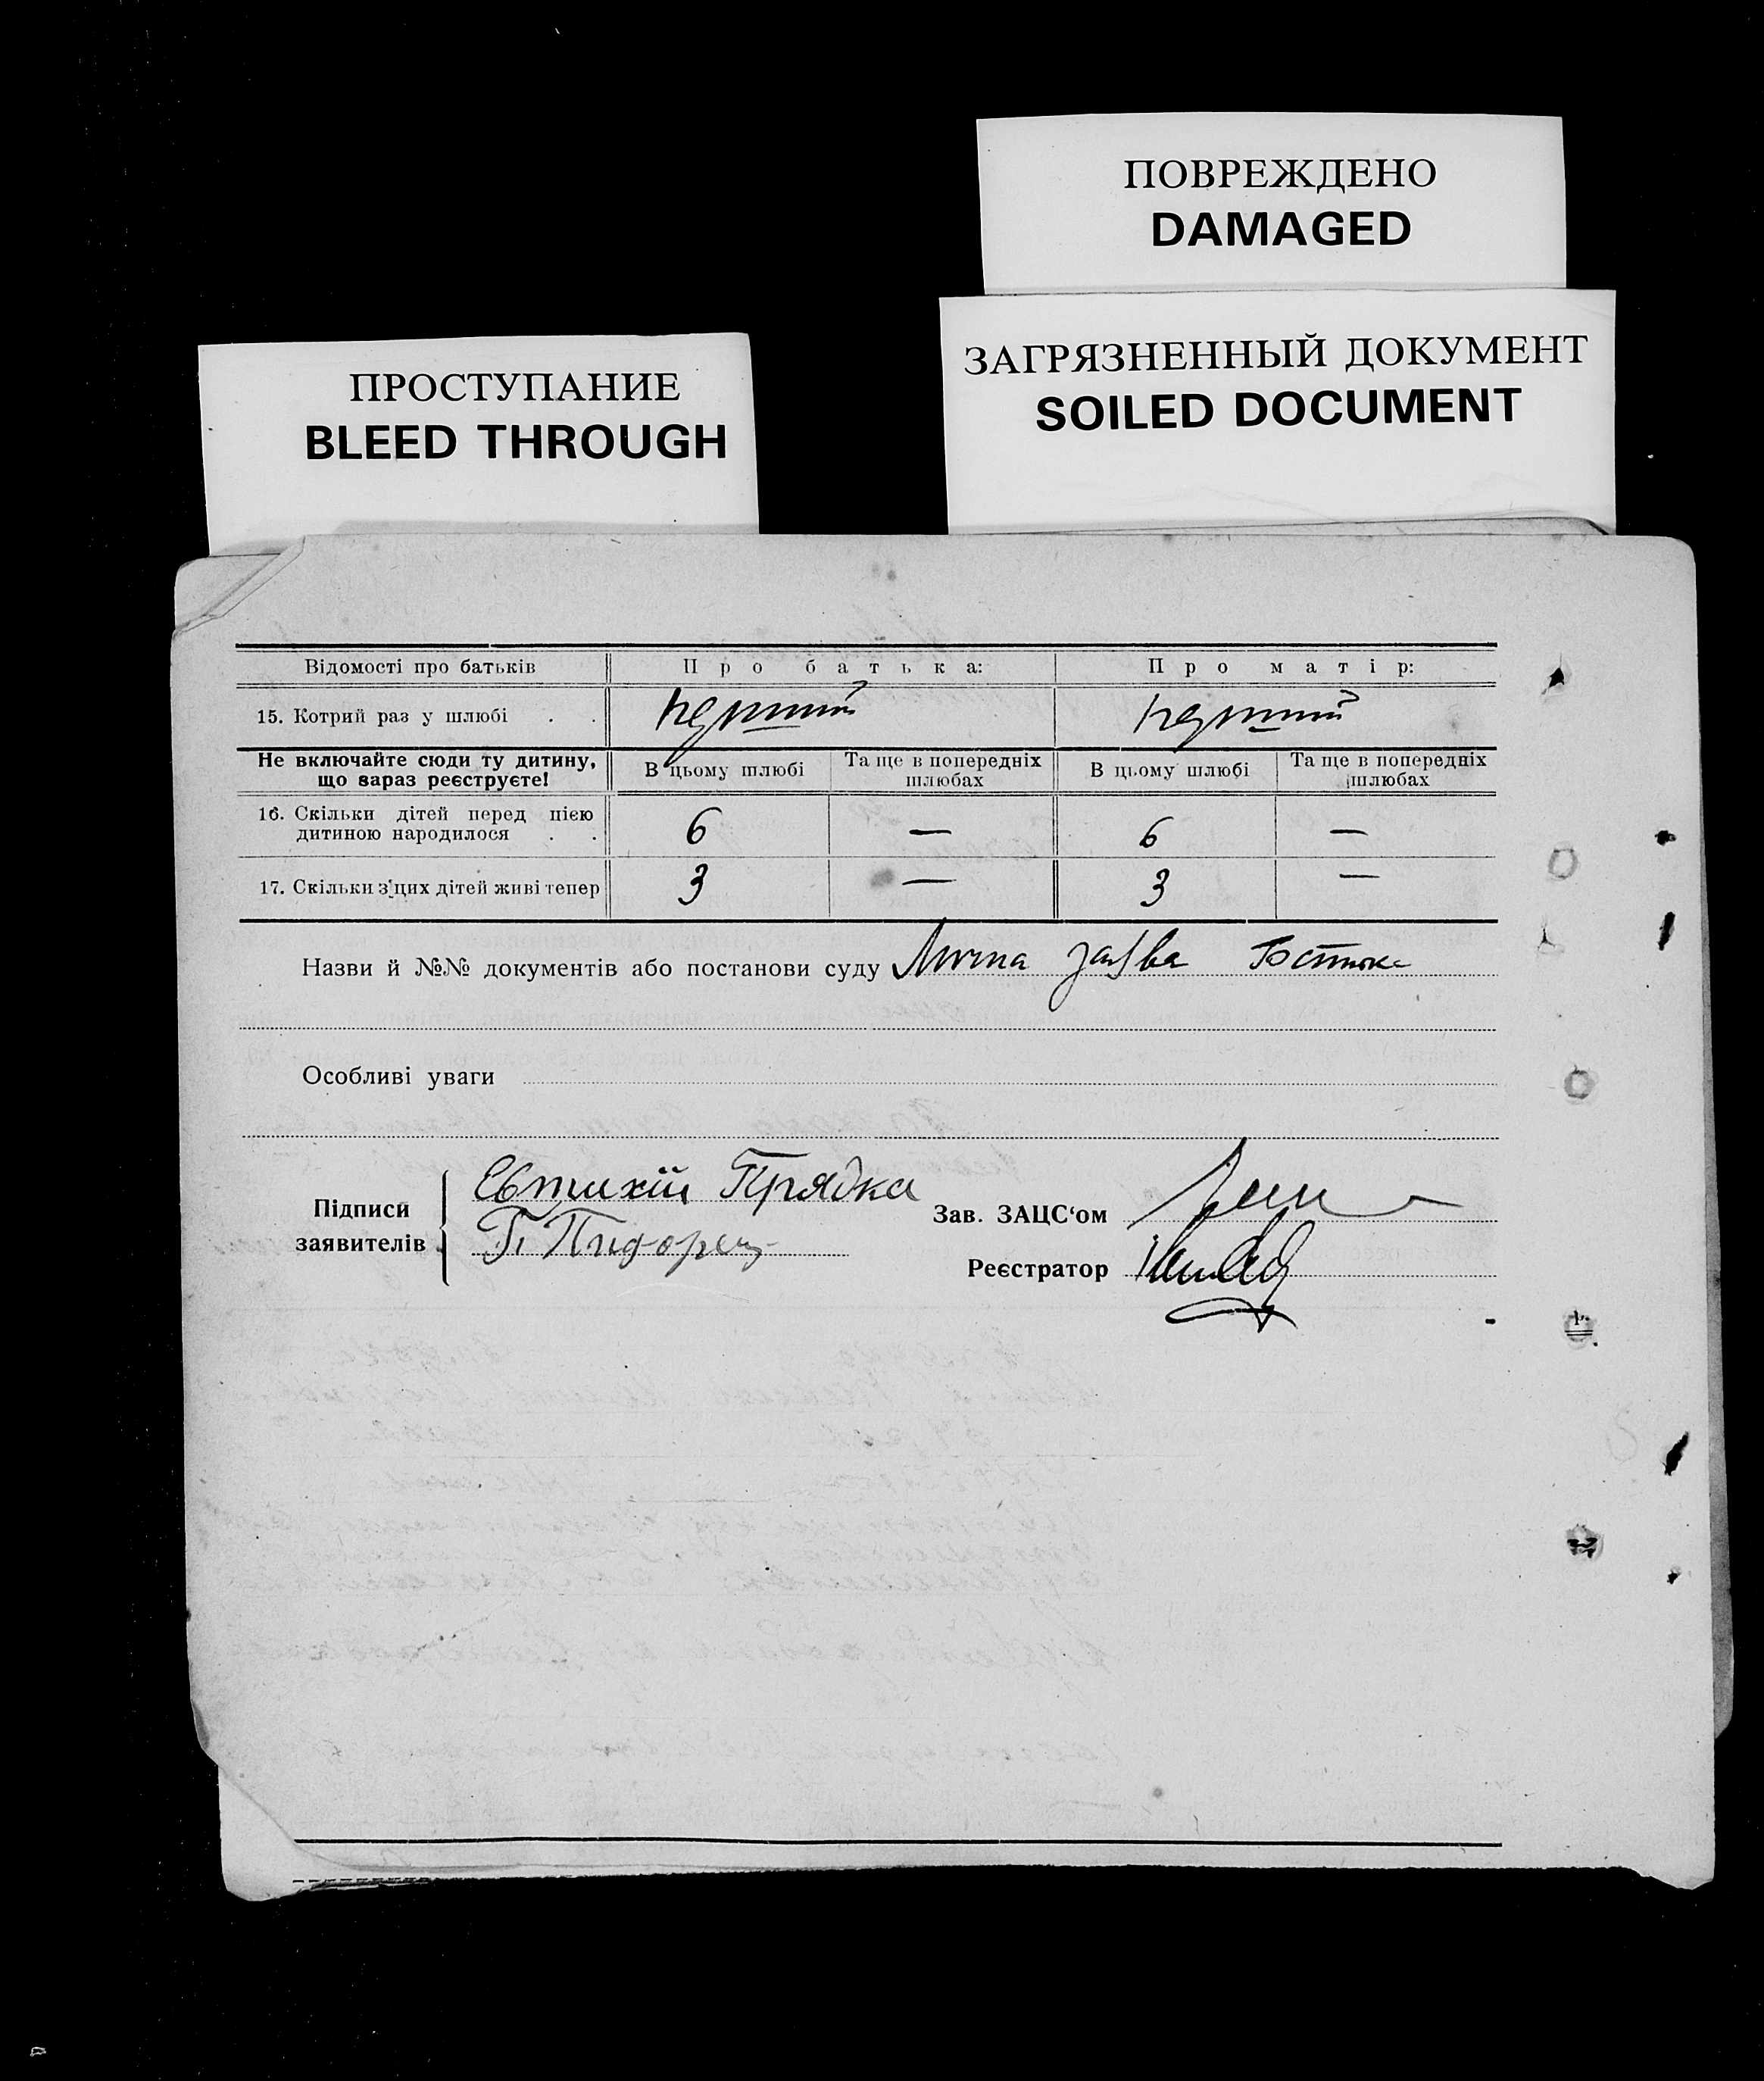 ПОВРЕЖДЕНО
DAMAGED
ЗАГРЯЗНЕННЫЙ ДОКУМЕНТ
SOILED DOCUMENT
ПРОСТУПАНИЕ
BLEED THROUGH
Відомості про батьків Про батька: Про матір:
15. Котрий раз у шлюбі . . перший перший
Не включайте сюди ту дитину,
що зараз реєструєте!
В цьому шлюбі
Та ще в попередніх
шлюбах
В цьому шлюбі
Та ще в попередніх
шлюбах
16. Скільки дітей перед цією
дитиною народилося . . 6 — 6 —
17. Скільки з цих дітей живі тепер 3 — 3 —
Назви й №№ документів або постанови суду
Особливі уваги
Підписи
заявителів
Євтихій Прядка
Зав. ЗАЦС‘ом
Реєстратор